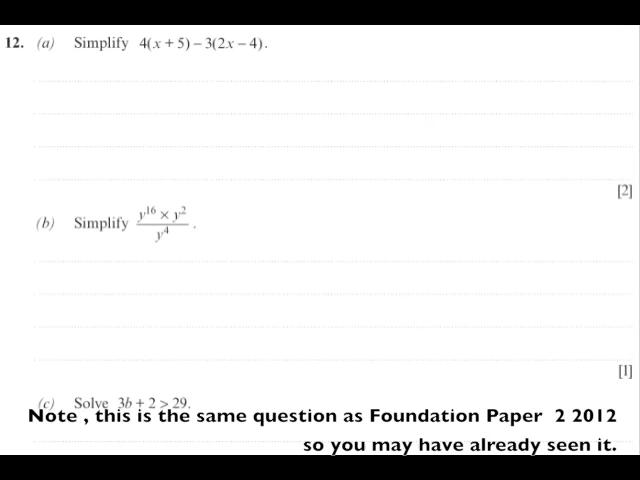 12. (a) Simplify 4(x + 5) – 3(2x – 4).
[2]
(b) Simplify y¹⁶ × y² / y⁴ .
[1]
(c) Solve 3b + 2 > 29.
Note , this is the same question as Foundation Paper 2 2012
so you may have already seen it.